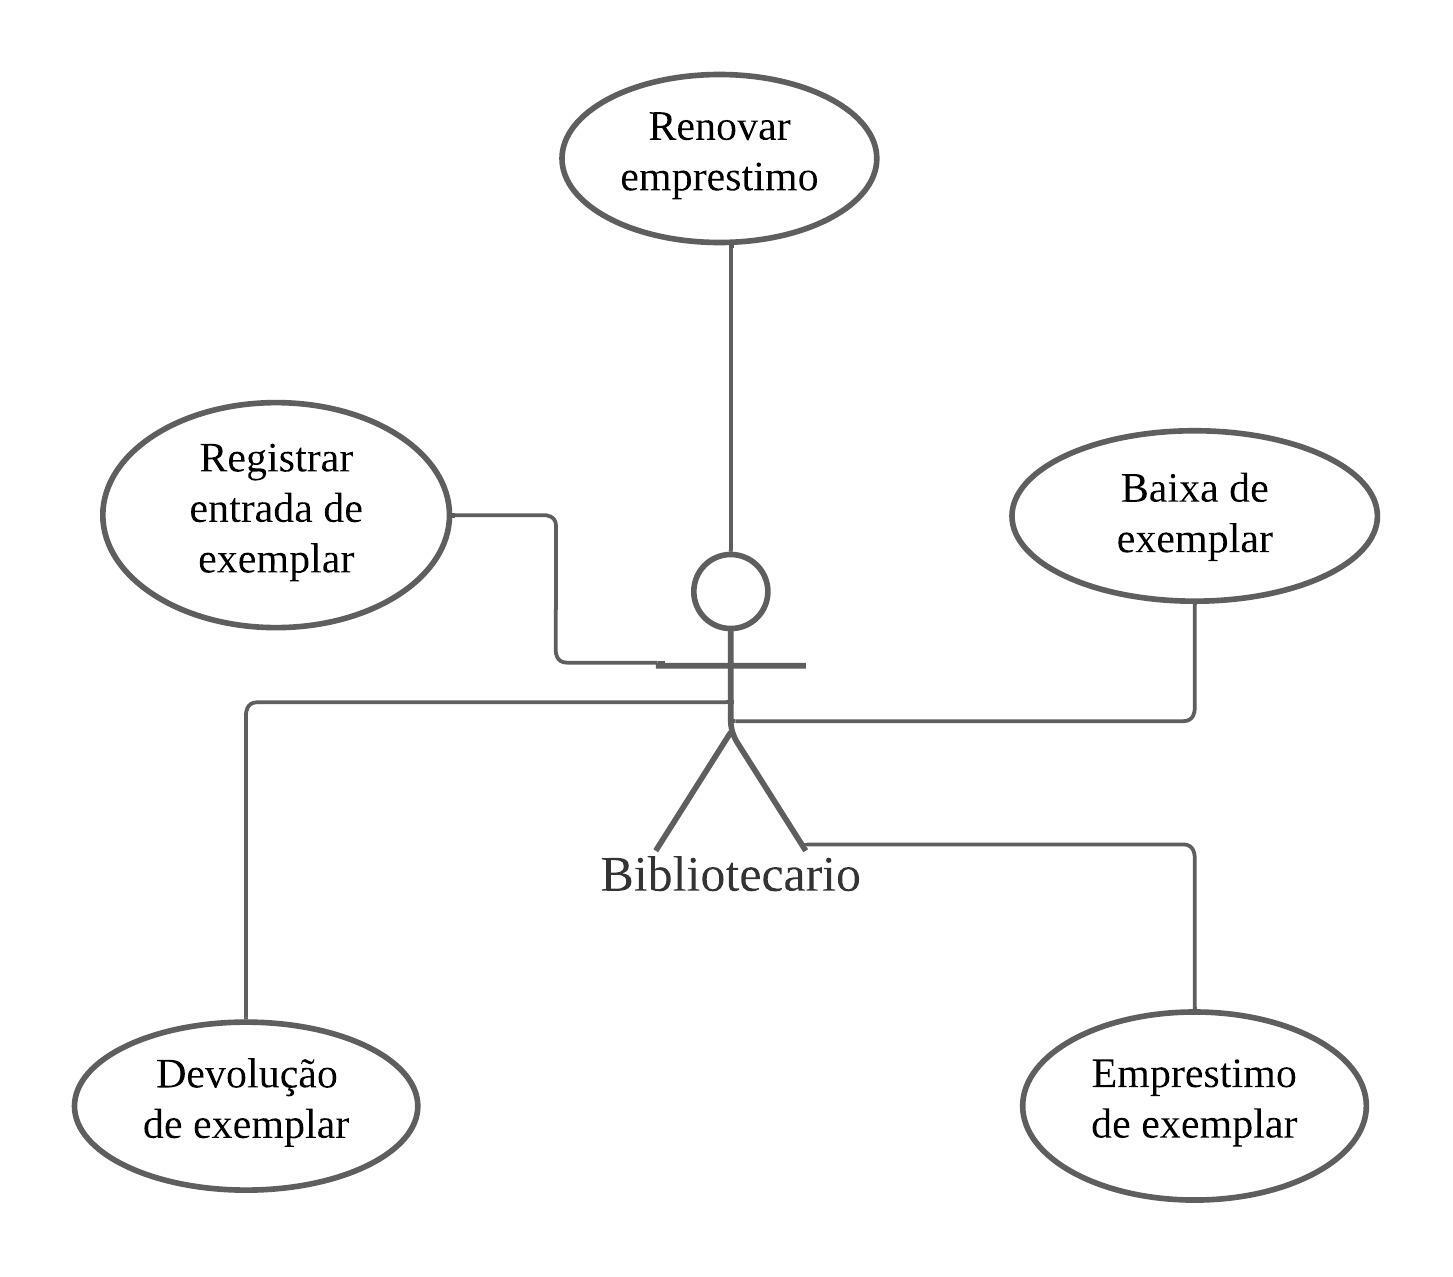 Renovar
emprestimo
Registrar
entrada de
exemplar
Baixa de
exemplar
Bibliotecario
Devolução
de exemplar
Emprestimo
de exemplar